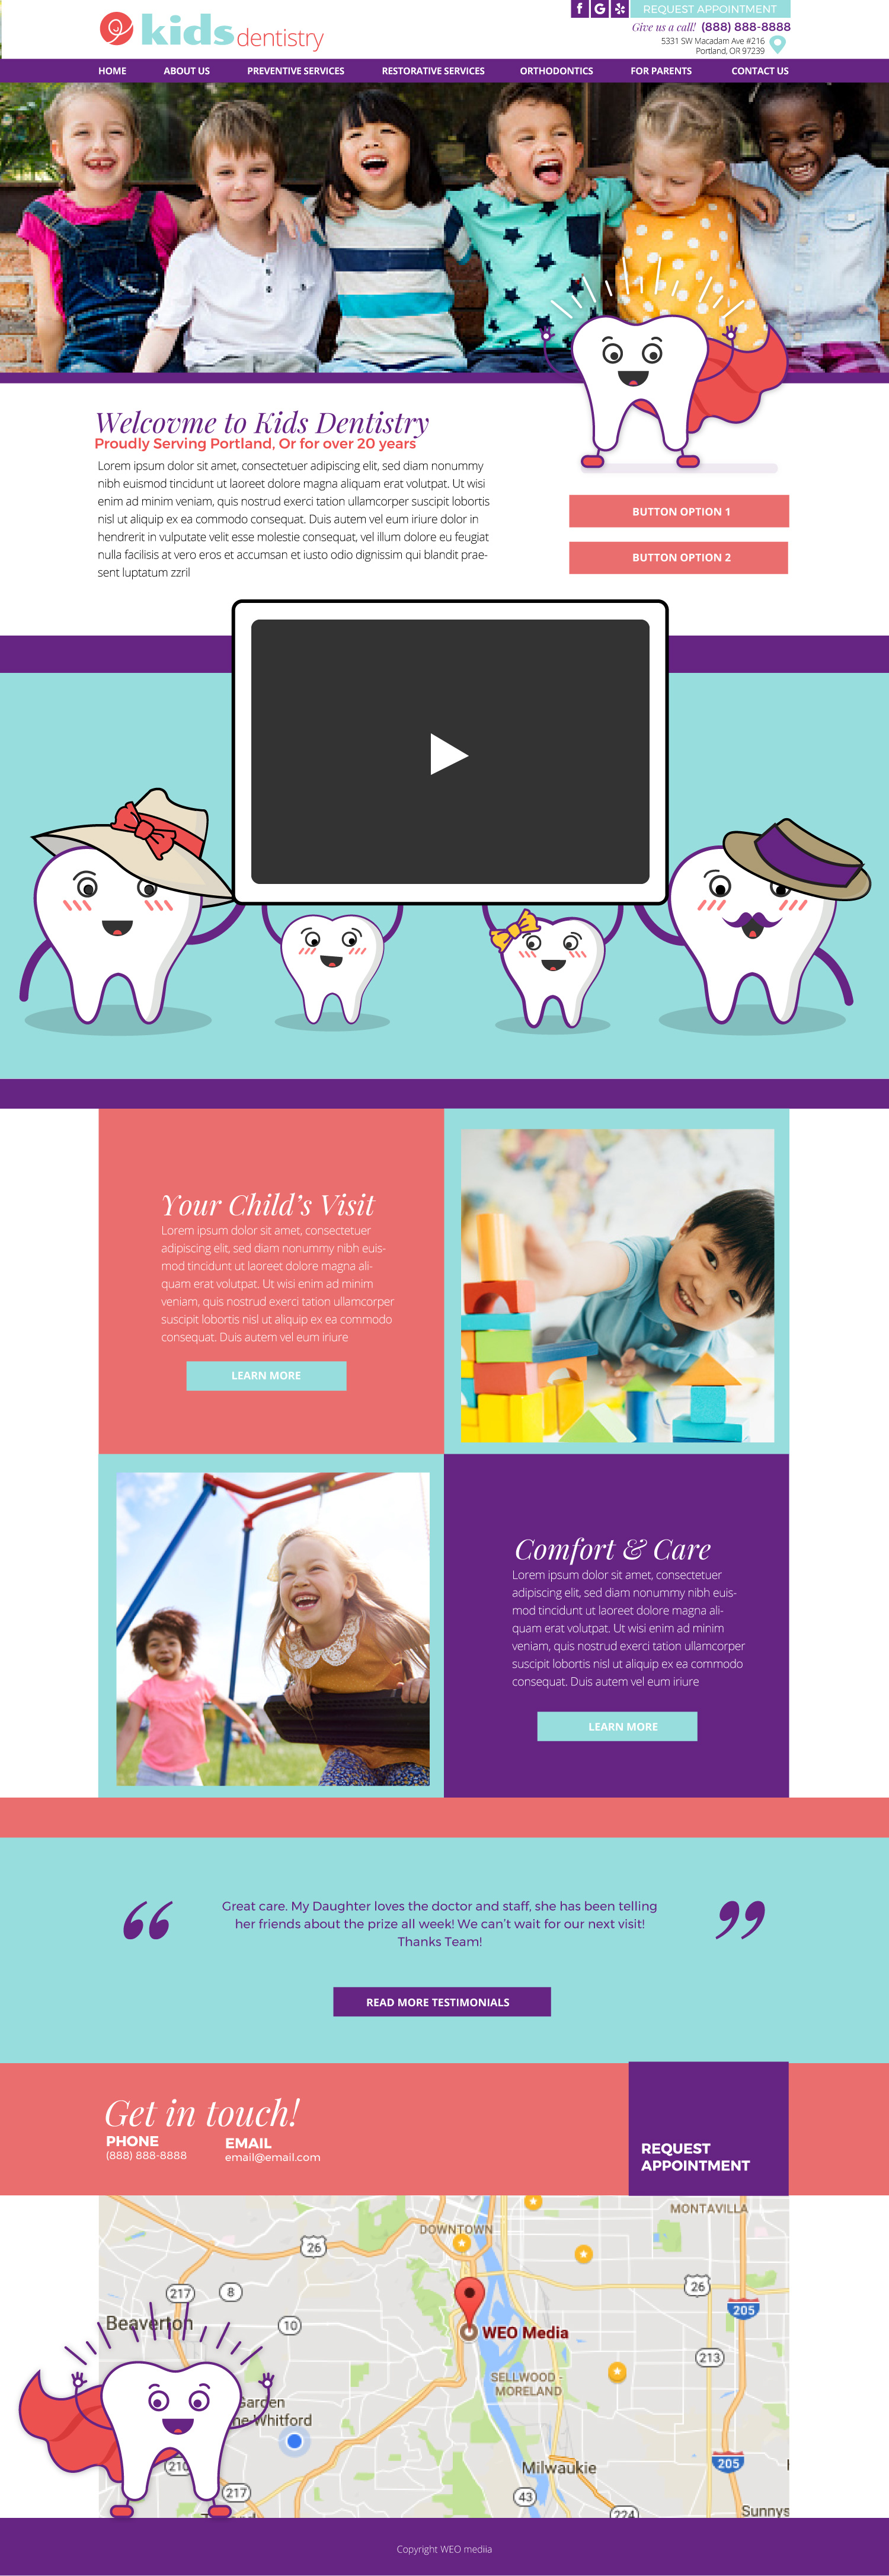 REQUEST APPOINTMENT
kids dentistry
Give us a call! (888) 888-8888
5331 SW Macadam Ave #216
Portland, OR 97239
HOME ABOUT US PREVENTIVE SERVICES RESTORATIVE SERVICES ORTHODONTICS FOR PARENTS CONTACT US
Welcovme to Kids Dentistry
Proudly Serving Portland, Or for over 20 years
Lorem ipsum dolor sit amet, consectetuer adipiscing elit, sed diam nonummy
nibh euismod tincidunt ut laoreet dolore magna aliquam erat volutpat. Ut wisi
enim ad minim veniam, quis nostrud exerci tation ullamcorper suscipit lobortis
nisl ut aliquip ex ea commodo consequat. Duis autem vel eum iriure dolor in
hendrerit in vulputate velit esse molestie consequat, vel illum dolore eu feugiat
nulla facilisis at vero eros et accumsan et iusto odio dignissim qui blandit prae-
sent luptatum zzril
BUTTON OPTION 1
BUTTON OPTION 2
Your Child's Visit
Lorem ipsum dolor sit amet, consectetuer
adipiscing elit, sed diam nonummy nibh euis-
mod tincidunt ut laoreet dolore magna ali-
quam erat volutpat. Ut wisi enim ad minim
veniam, quis nostrud exerci tation ullamcorper
suscipit lobortis nisl ut aliquip ex ea commodo
consequat. Duis autem vel eum iriure
LEARN MORE
Comfort & Care
Lorem ipsum dolor sit amet, consectetuer
adipiscing elit, sed diam nonummy nibh euis-
mod tincidunt ut laoreet dolore magna ali-
quam erat volutpat. Ut wisi enim ad minim
veniam, quis nostrud exerci tation ullamcorper
suscipit lobortis nisl ut aliquip ex ea commodo
consequat. Duis autem vel eum iriure
LEARN MORE
“ Great care. My Daughter loves the doctor and staff, she has been telling ”
her friends about the prize all week! We can't wait for our next visit!
Thanks Team!
READ MORE TESTIMONIALS
Get in touch!
PHONE
(888) 888-8888
EMAIL
email@email.com
REQUEST
APPOINTMENT
MONTAVILLA
DOWNTOWN
26
26
217
8
205
Beaverton
10
WEO Media
213
SELLWOOD -
MORELAND
Garden
Whitford
210
Milwaukie
205
217
43
224
Sunnys
Copyright WEO mediia